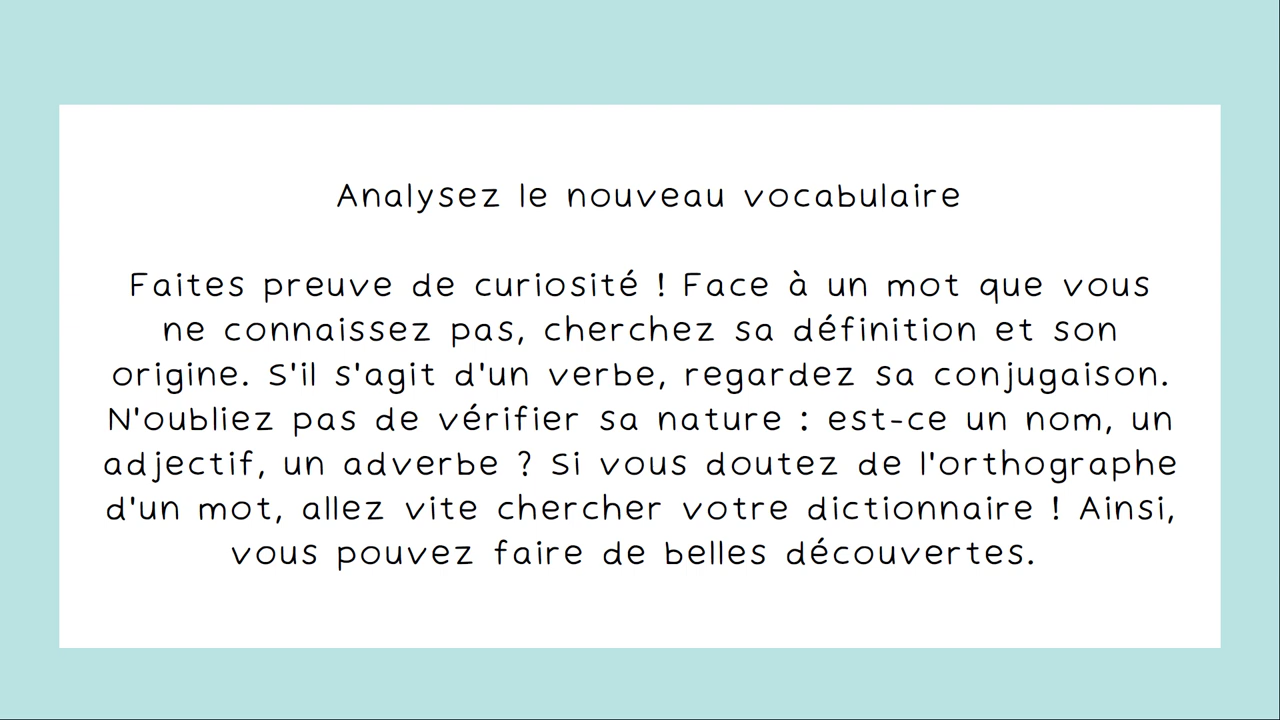 Analysez le nouveau vocabulaire
Faites preuve de curiosité ! Face à un mot que vous
ne connaissez pas, cherchez sa définition et son
origine. S'il s'agit d'un verbe, regardez sa conjugaison.
N'oubliez pas de vérifier sa nature : est-ce un nom, un
adjectif, un adverbe ? Si vous doutez de l'orthographe
d'un mot, allez vite chercher votre dictionnaire ! Ainsi,
vous pouvez faire de belles découvertes.